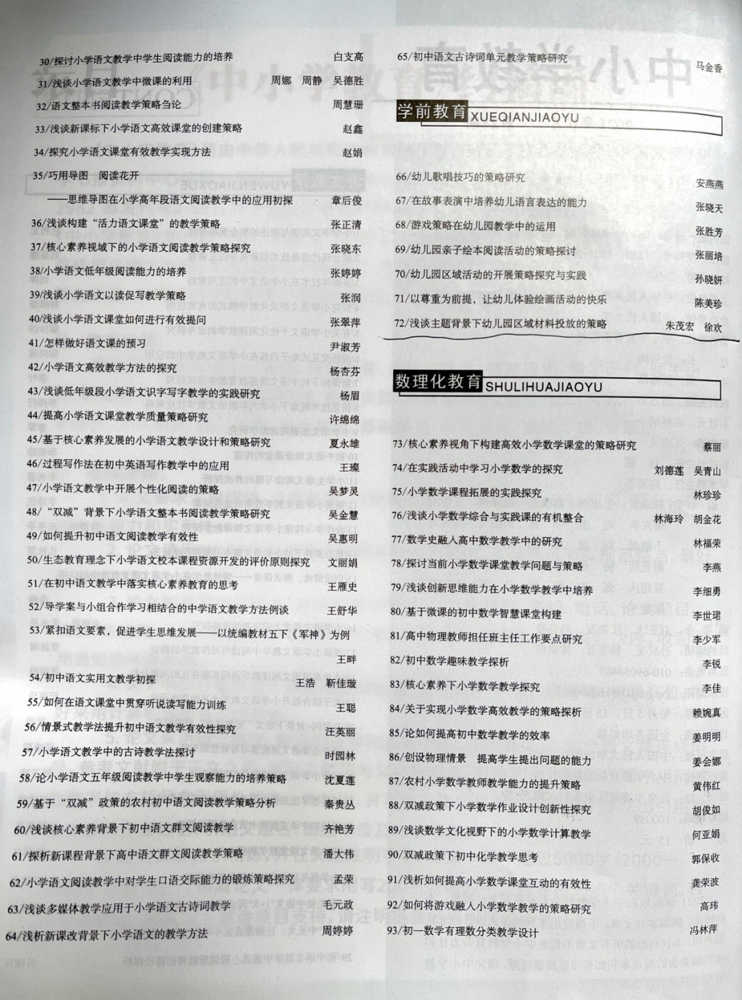 30/探讨小学语文教学中学生阅读能力的培养 白支高
31/浅谈小学语文教学中微课的利用 周娜 周静 吴德胜
32/语文整本书阅读教学策略刍论 周慧珊
33/浅谈新课标下小学语文高效课堂的创建策略 赵鑫
34/探究小学语文课堂有效教学实现方法 赵娟
35/巧用导图 阅读花开
——思维导图在小学高年段语文阅读教学中的应用初探 章后俊
36/浅谈构建“活力语文课堂”的教学策略 张正清
37/核心素养视域下的小学语文阅读教学策略探究 张晓东
38/小学语文低年级阅读能力的培养 张婷婷
39/浅谈小学语文以读促写教学策略 张润
40/浅谈小学语文课堂如何进行有效提问 张翠萍
41/怎样做好语文课的预习 尹淑芳
42/小学语文高效教学方法的探究 杨杏芬
43/浅谈低年级段小学语文识字写字教学的实践研究 杨眉
44/提高小学语文课堂教学质量策略研究 许绵绵
45/基于核心素养发展的小学语文教学设计和策略研究 夏永雄
46/过程写作法在初中英语写作教学中的应用 王璨
47/小学语文教学中开展个性化阅读的策略 吴梦灵
48/“双减”背景下小学语文整本书阅读教学策略研究 吴金慧
49/如何提升初中语文阅读教学有效性 吴惠明
50/生态教育理念下小学语文校本课程资源开发的评价原则探究 文丽娟
51/在初中语文教学中落实核心素养教育的思考 王雁史
52/导学案与小组合作学习相结合的中学语文教学方法例谈 王舒华
53/紧扣语文要素，促进学生思维发展——以统编教材五下《军神》为例
王畔
54/初中语文实用文教学初探 王浩 靳佳璇
55/如何在语文课堂中贯穿听说读写能力训练 王聪
56/情景式教学法提升初中语文教学有效性探究 汪英丽
57/小学语文教学中的古诗教学法探讨 时园林
58/论小学语文五年级阅读教学中学生观察能力的培养策略 沈夏莲
59/基于“双减”政策的农村初中语文阅读教学策略分析 秦贵丛
60/浅谈核心素养背景下初中语文群文阅读教学 齐艳芳
61/探析新课程背景下高中语文群文阅读教学策略 潘大伟
62/小学语文阅读教学中对学生口语交际能力的锻炼策略探究 孟荣
63/浅谈多媒体教学应用于小学语文古诗词教学 毛元政
64/浅析新课改背景下小学语文的教学方法 周婷婷
65/初中语文古诗词单元教学策略研究 马金香
学前教育 XUEQIANJIAOYU
66/幼儿歌唱技巧的策略研究 安燕燕
67/在故事表演中培养幼儿语言表达的能力 张晓天
68/游戏策略在幼儿园教学中的运用 张胜芳
69/幼儿园亲子绘本阅读活动的策略探讨 张丽培
70/幼儿园区域活动的开展策略探究与实践 孙晓妍
71/以尊重为前提，让幼儿体验绘画活动的快乐 陈美珍
72/浅谈主题背景下幼儿园区域材料投放的策略 朱茂宏 徐欢
数理化教育 SHULIHUAJIAOYU
73/核心素养视角下构建高效小学数学课堂的策略研究 蔡丽
74/在实践活动中学习小学数学的探究 刘德莲 吴青山
75/小学数学课程拓展的实践探究 林珍珍
76/浅谈小学数学综合与实践课的有机整合 林海玲 胡金花
77/数学史融入高中数学教学中的研究 林福荣
78/探讨当前小学数学课堂教学问题与策略 李燕
79/浅谈创新思维能力在小学数学教学中培养 李细勇
80/基于微课的初中数学智慧课堂构建 李世珺
81/高中物理教师担任班主任工作要点研究 李少军
82/初中数学趣味教学探析 李锐
83/核心素养下小学数学教学探究 李佳
84/关于实现小学数学高效教学的策略探析 赖婉真
85/论如何提高初中数学教学的效率 姜明明
86/创设物理情景 提高学生提出问题的能力 姜会娜
87/农村小学数学教师教学能力的提升策略 黄伟红
88/双减政策下小学数学作业设计创新性探究 胡俊如
89/浅谈数学文化视野下的小学数学计算教学 何亚娟
90/双减政策下初中化学教学思考 郭保收
91/浅析如何提高小学数学课堂互动的有效性 龚荣波
92/如何将游戏融入小学数学教学的策略研究 高玮
93/初一数学有理数分类教学设计 冯林萍